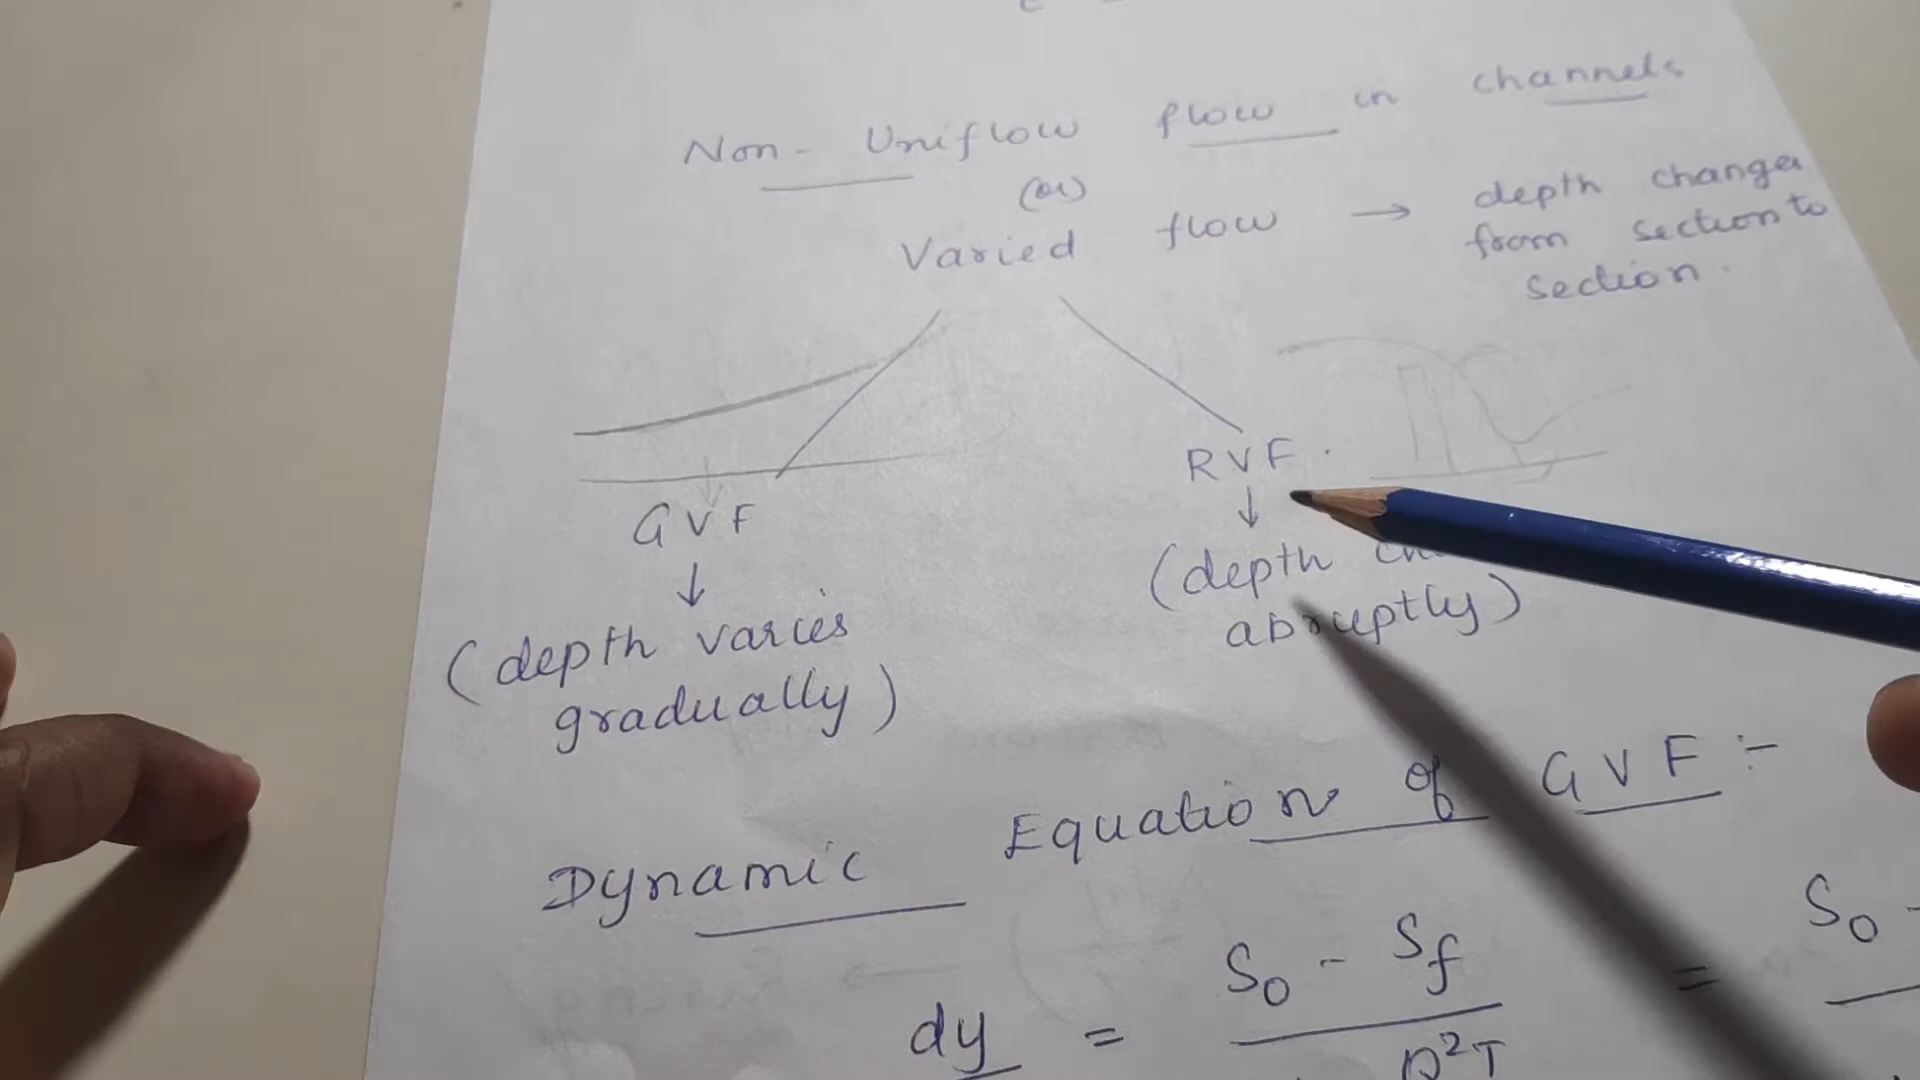 Non- Uniflow flow in channels
(or)
Varied flow → depth changes
from section to
section.
GVF
RVF.
↓
↓
(depth varies
gradually)
(depth
abruptly)
Dynamic Equation of GVF :-
dy = S0 - Sf = S0 -
Q²T